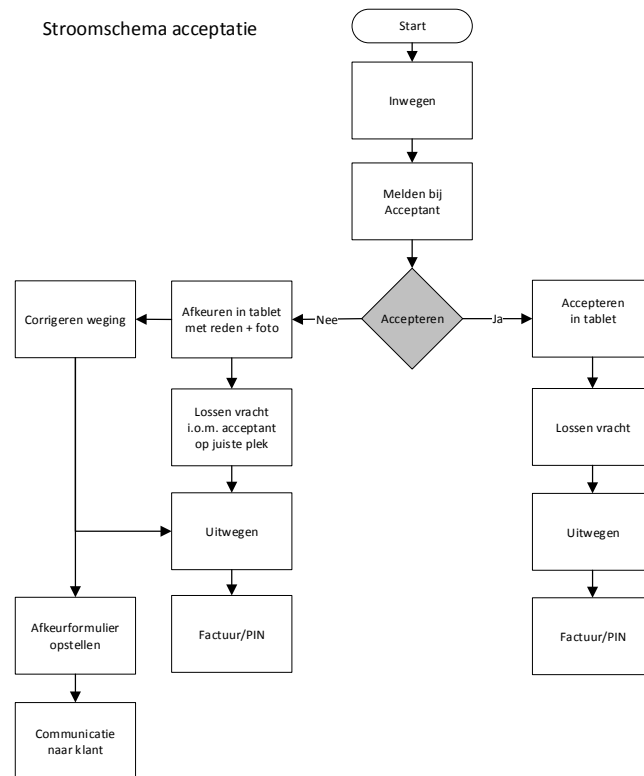 Stroomschema acceptatie
Start
Inwegen
Melden bij
Acceptant
Accepteren
Nee
Ja
Corrigeren weging
Afkeuren in tablet
met reden + foto
Accepteren
in tablet
Lossen vracht
i.o.m. acceptant
op juiste plek
Lossen vracht
Uitwegen
Uitwegen
Afkeurformulier
opstellen
Factuur/PIN
Factuur/PIN
Communicatie
naar klant